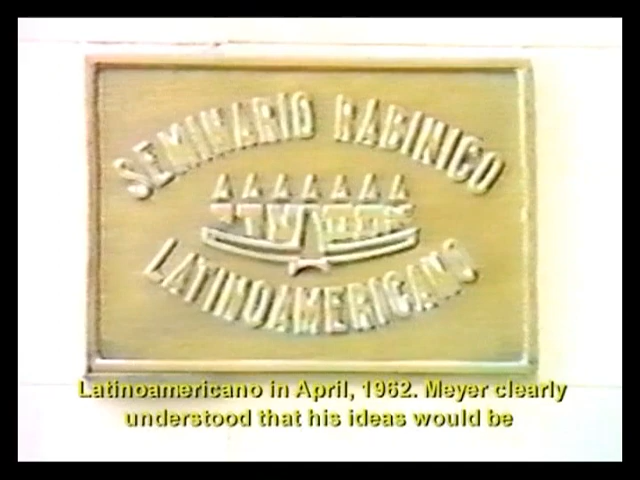 SEMINARIO RABINICO
LATINOAMERICANO
Latinoamericano in April, 1962. Meyer clearly
understood that his ideas would be